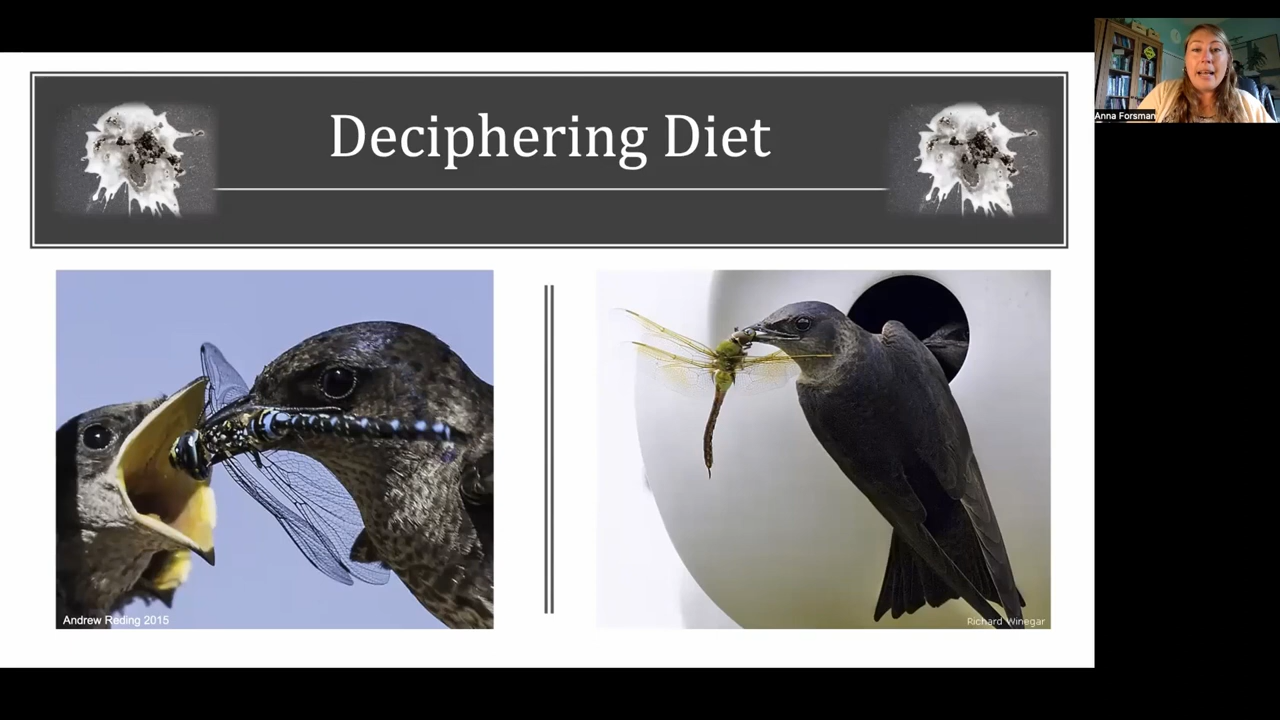 Deciphering Diet
Anna Forsman
Andrew Reding 2015
Richard Winegar